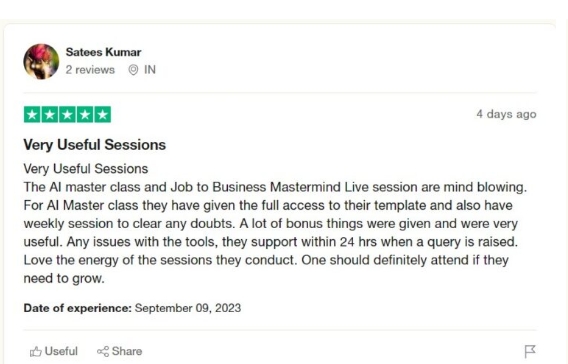 Satees Kumar
2 reviews IN
4 days ago
Very Useful Sessions
Very Useful Sessions
The AI master class and Job to Business Mastermind Live session are mind blowing.
For AI Master class they have given the full access to their template and also have
weekly session to clear any doubts. A lot of bonus things were given and were very
useful. Any issues with the tools, they support within 24 hrs when a query is raised.
Love the energy of the sessions they conduct. One should definitely attend if they
need to grow.
Date of experience: September 09, 2023
Useful Share